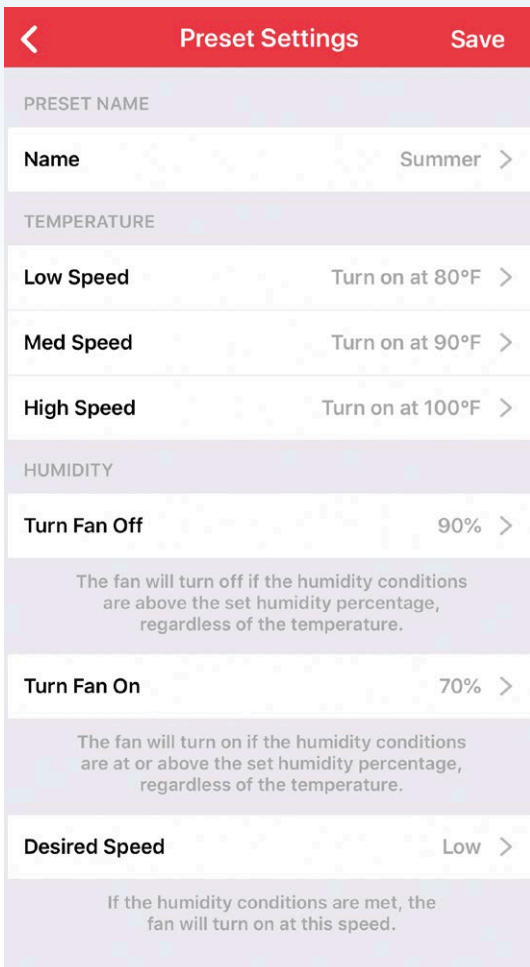 Preset Settings Save
PRESET NAME
Name Summer
TEMPERATURE
Low Speed Turn on at 80°F
Med Speed Turn on at 90°F
High Speed Turn on at 100°F
HUMIDITY
Turn Fan Off 90%
The fan will turn off if the humidity conditions
are above the set humidity percentage,
regardless of the temperature.
Turn Fan On 70%
The fan will turn on if the humidity conditions
are at or above the set humidity percentage,
regardless of the temperature.
Desired Speed Low
If the humidity conditions are met, the
fan will turn on at this speed.